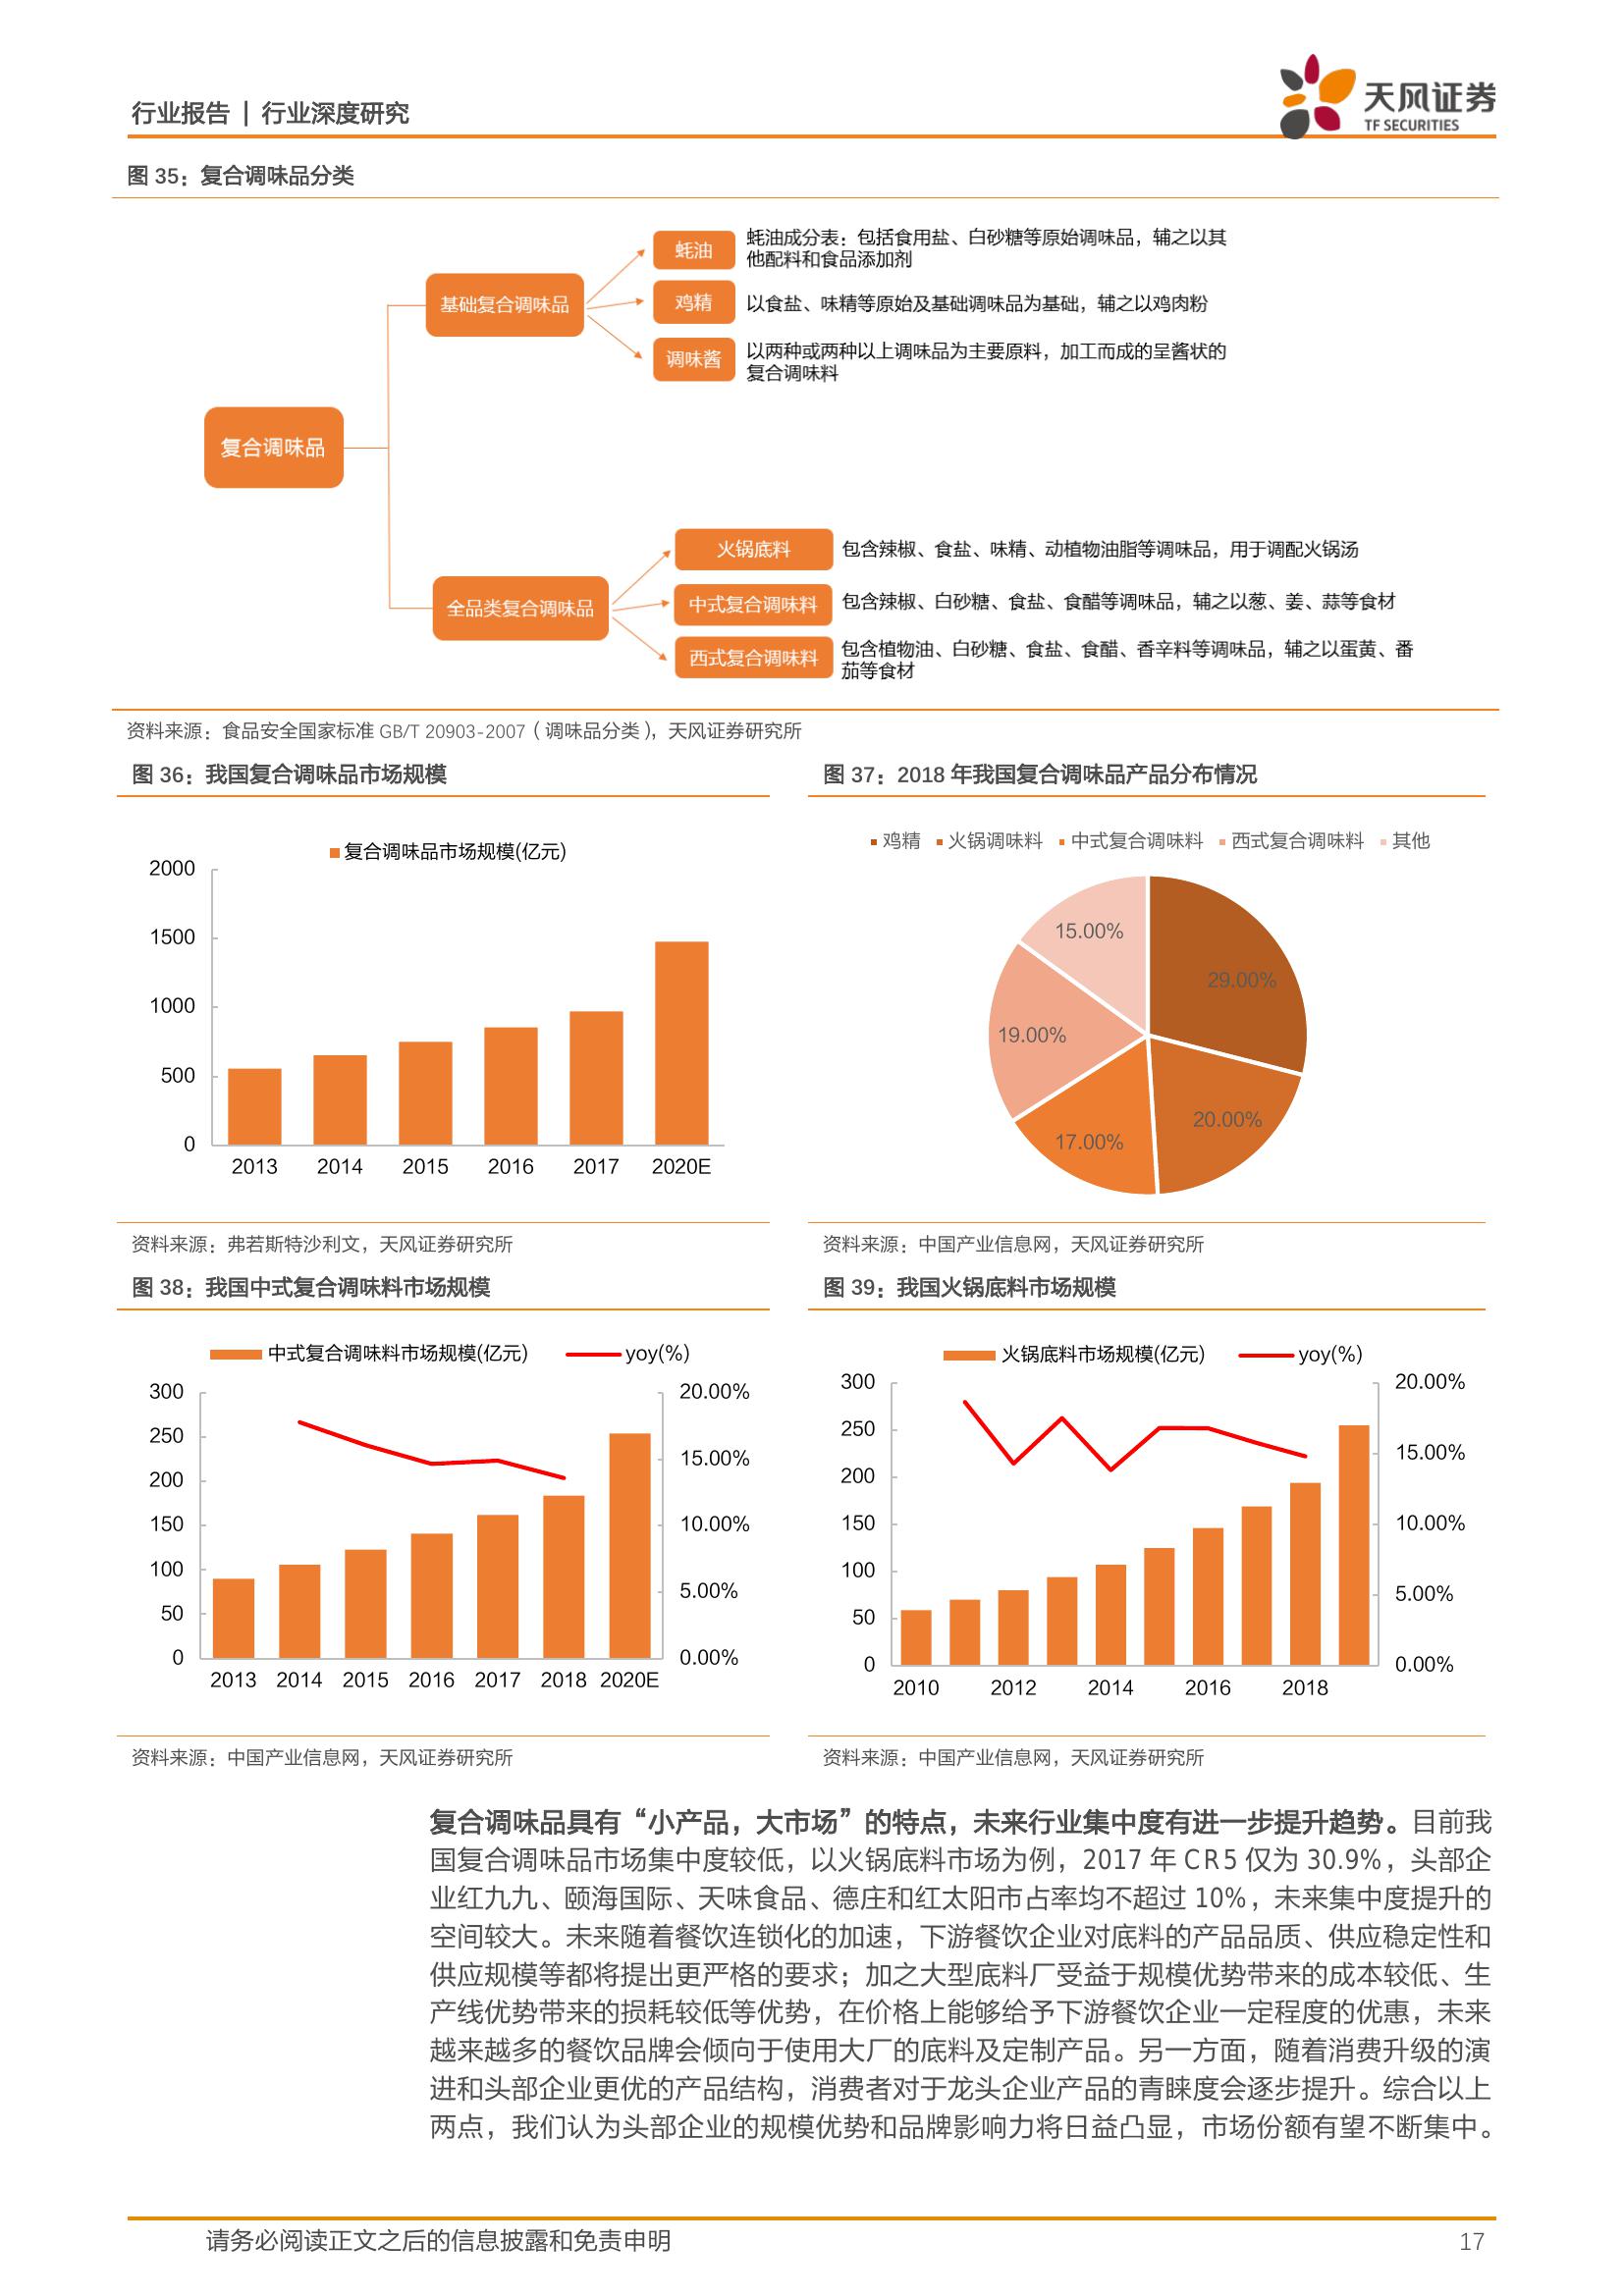 行业报告 | 行业深度研究
天风证券
TF SECURITIES
图 35：复合调味品分类
复合调味品
基础复合调味品
蚝油
蚝油成分表：包括食用盐、白砂糖等原始调味品，辅之以其
他配料和食品添加剂
鸡精
以食盐、味精等原始及基础调味品为基础，辅之以鸡肉粉
调味酱
以两种或两种以上调味品为主要原料，加工而成的呈酱状的
复合调味料
全品类复合调味品
火锅底料
包含辣椒、食盐、味精、动植物油脂等调味品，用于调配火锅汤
中式复合调味料
包含辣椒、白砂糖、食盐、食醋等调味品，辅之以葱、姜、蒜等食材
西式复合调味料
包含植物油、白砂糖、食盐、食醋、香辛料等调味品，辅之以蛋黄、番
茄等食材
资料来源：食品安全国家标准 GB/T 20903-2007（调味品分类），天风证券研究所
图 36：我国复合调味品市场规模
复合调味品市场规模(亿元)
2000
1500
1000
500
0
2013 2014 2015 2016 2017 2020E
资料来源：弗若斯特沙利文，天风证券研究所
图 37：2018 年我国复合调味品产品分布情况
鸡精 火锅调味料 中式复合调味料 西式复合调味料 其他
15.00%
29.00%
19.00%
20.00%
17.00%
资料来源：中国产业信息网，天风证券研究所
图 38：我国中式复合调味料市场规模
中式复合调味料市场规模(亿元) yoy(%)
300 20.00%
250
200 15.00%
150 10.00%
100
50 5.00%
0 0.00%
2013 2014 2015 2016 2017 2018 2020E
资料来源：中国产业信息网，天风证券研究所
图 39：我国火锅底料市场规模
火锅底料市场规模(亿元) yoy(%)
300 20.00%
250
200 15.00%
150 10.00%
100
50 5.00%
0 0.00%
2010 2012 2014 2016 2018
资料来源：中国产业信息网，天风证券研究所
复合调味品具有“小产品，大市场”的特点，未来行业集中度有进一步提升趋势。目前我
国复合调味品市场集中度较低，以火锅底料市场为例，2017 年 CR5 仅为 30.9%，头部企
业红九九、颐海国际、天味食品、德庄和红太阳市占率均不超过 10%，未来集中度提升的
空间较大。未来随着餐饮连锁化的加速，下游餐饮企业对底料的产品品质、供应稳定性和
供应规模等都将提出更严格的要求；加之大型底料厂受益于规模优势带来的成本较低、生
产线优势带来的损耗较低等优势，在价格上能够给予下游餐饮企业一定程度的优惠，未来
越来越多的餐饮品牌会倾向于使用大厂的底料及定制产品。另一方面，随着消费升级的演
进和头部企业更优的产品结构，消费者对于龙头企业产品的青睐度会逐步提升。综合以上
两点，我们认为头部企业的规模优势和品牌影响力将日益凸显，市场份额有望不断集中。
请务必阅读正文之后的信息披露和免责申明 17